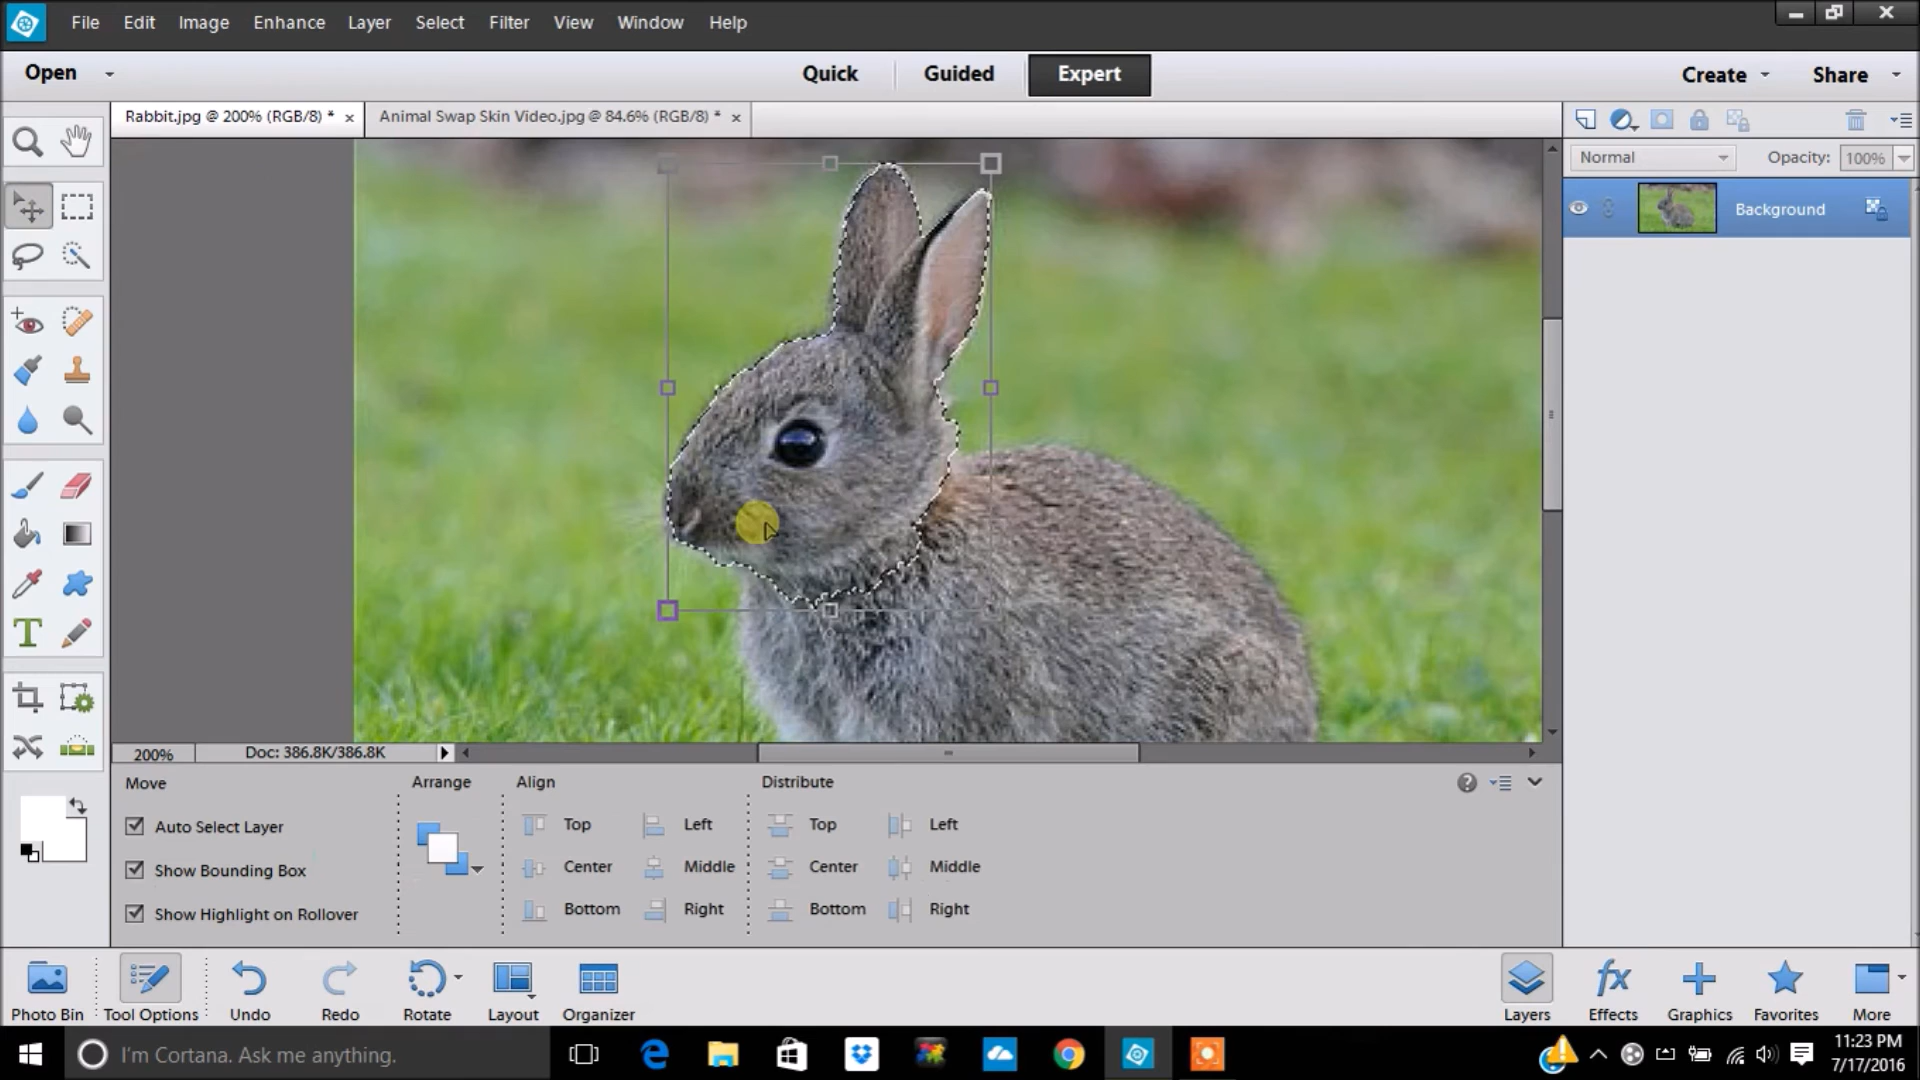 File Edit Image Enhance Layer Select Filter View Window Help
Open Quick Guided Expert Create Share
Rabbit.jpg @ 200% (RGB/8) * × Animal Swap Skin Video.jpg @ 84.6% (RGB/8) * ×
Normal Opacity: 100%
Background
200% Doc: 386.8K/386.8K
Move Arrange Align Distribute
Auto Select Layer Top Left Top Left
Show Bounding Box Center Middle Center Middle
Show Highlight on Rollover Bottom Right Bottom Right
Photo Bin Tool Options Undo Redo Rotate Layout Organizer Layers Effects Graphics Favorites More
I'm Cortana. Ask me anything. 11:23 PM
7/17/2016